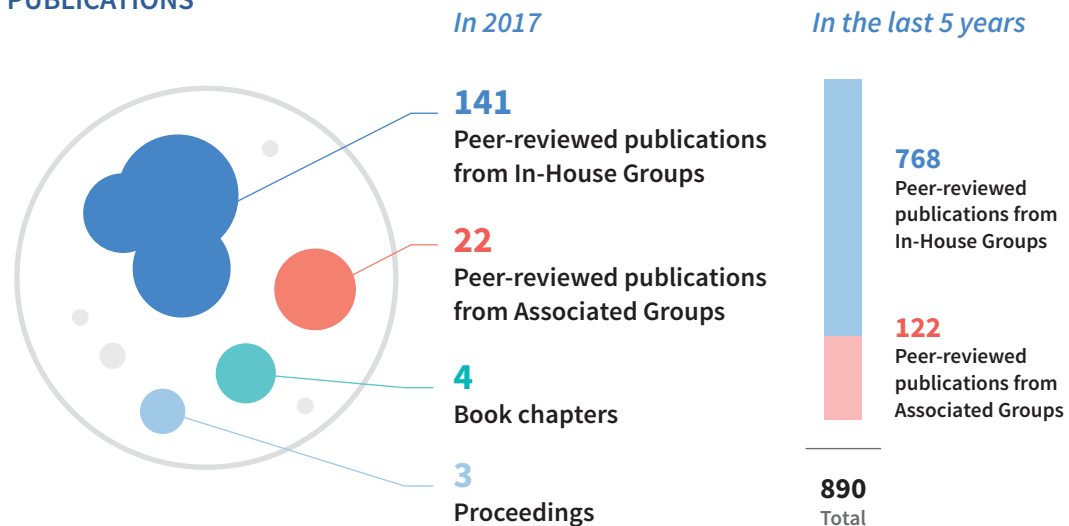 PUBLICATIONS
In 2017
141
Peer-reviewed publications
from In-House Groups
22
Peer-reviewed publications
from Associated Groups
4
Book chapters
3
Proceedings
In the last 5 years
768
Peer-reviewed
publications from
In-House Groups
122
Peer-reviewed
publications from
Associated Groups
890
Total